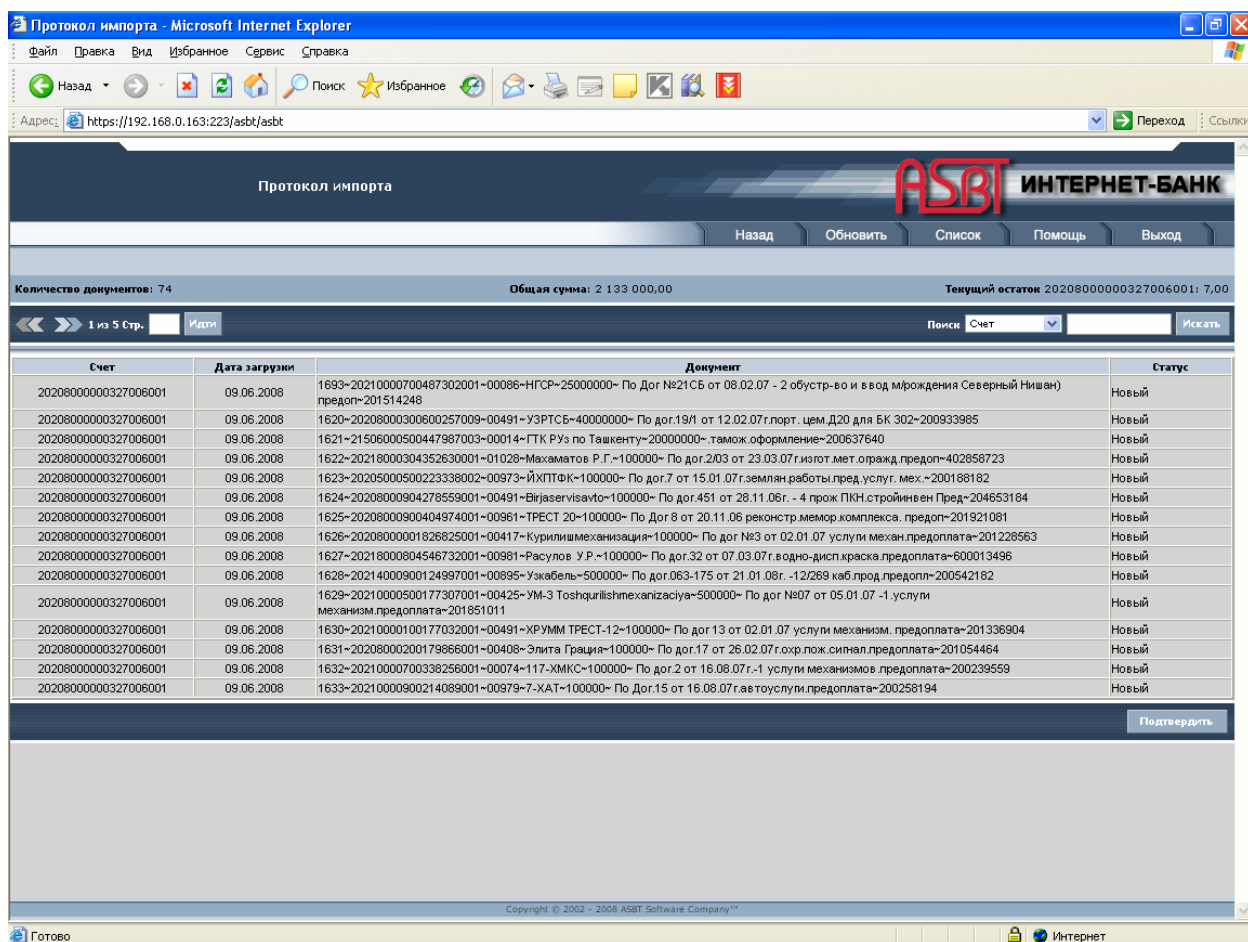 Протокол импорта - Microsoft Internet Explorer
Файл Правка Вид Избранное Сервис Справка
Назад Поиск Избранное
Адрес: https://192.168.0.163:223/asbt/asbt Переход Ссылки
Протокол импорта ASBT ИНТЕРНЕТ-БАНК
Назад Обновить Список Помощь Выход
Количество документов: 74 Общая сумма: 2 133 000,00 Текущий остаток 20208000000327006001: 7,00
1 из 5 Стр. Идти Поиск Счет Искать
Счет Дата загрузки Документ Статус
20208000000327006001 09.06.2008 1693~20210000700487302001~00086~НГСР~25000000~ По Дог №21СБ от 08.02.07 - 2 обустр-во и ввод м/рождения Северный Нишан) Новый
предоп~201514248
20208000000327006001 09.06.2008 1620~20208000300600257009~00491~УЗРТСБ~40000000~ По дог.19/1 от 12.02.07г.порт. цем.Д20 для БК 302~200933985 Новый
20208000000327006001 09.06.2008 1621~21506000500447987003~00014~ГТК РУз по Ташкенту~20000000~.тамож.оформление~200637640 Новый
20208000000327006001 09.06.2008 1622~20218000304352630001~01028~Махаматов Р.Г.~100000~ По дог.2/03 от 23.03.07г.изгот.мет.огражд.предоп~402858723 Новый
20208000000327006001 09.06.2008 1623~20205000500223338002~00973~ЙХПТФК~100000~ По дог.7 от 15.01.07г.землян.работы.пред.услуг. мех.~200188182 Новый
20208000000327006001 09.06.2008 1624~20208000904278559001~00491~Birjaservisavto~100000~ По дог.451 от 28.11.06г. - 4 прож ПКН.стройинвен Пред~204653184 Новый
20208000000327006001 09.06.2008 1625~20208000900404974001~00961~ТРЕСТ 20~100000~ По Дог 8 от 20.11.06 реконстр.мемор.комплекса. предоп~201921081 Новый
20208000000327006001 09.06.2008 1626~20208000001826825001~00417~Курилишмеханизация~100000~ По дог №3 от 02.01.07 услуги механ.предоплата~201228563 Новый
20208000000327006001 09.06.2008 1627~20218000804546732001~00981~Расулов У.Р.~100000~ По дог.32 от 07.03.07г.водно-дисп.краска.предоплата~600013496 Новый
20208000000327006001 09.06.2008 1628~20214000900124997001~00895~Узкабель~500000~ По дог.063-175 от 21.01.08г. -12/269 каб.прод.предопл~200542182 Новый
20208000000327006001 09.06.2008 1629~20210000500177307001~00425~УМ-3 Toshqurilishmexanizaciya~500000~ По дог №07 от 05.01.07 -1.услуги Новый
механизм.предоплата~201851011
20208000000327006001 09.06.2008 1630~20210000100177032001~00491~ХРУММ ТРЕСТ-12~100000~ По дог 13 от 02.01.07 услуги механизм. предоплата~201336904 Новый
20208000000327006001 09.06.2008 1631~20208000200179866001~00408~Элита Грация~100000~ По дог.17 от 26.02.07г.охр.пож.сигнал.предоплата~201054464 Новый
20208000000327006001 09.06.2008 1632~20210000700338256001~00074~117-ХМКС~100000~ По дог.2 от 16.08.07г.-1 услуги механизмов.предоплата~200239559 Новый
20208000000327006001 09.06.2008 1633~20210000900214089001~00979~7-ХАТ~100000~ По Дог.15 от 16.08.07г.автоуслуги.предоплата~200258194 Новый
Подтвердить
Copyright © 2002 - 2008 ASBT Software Company™
Готово Интернет